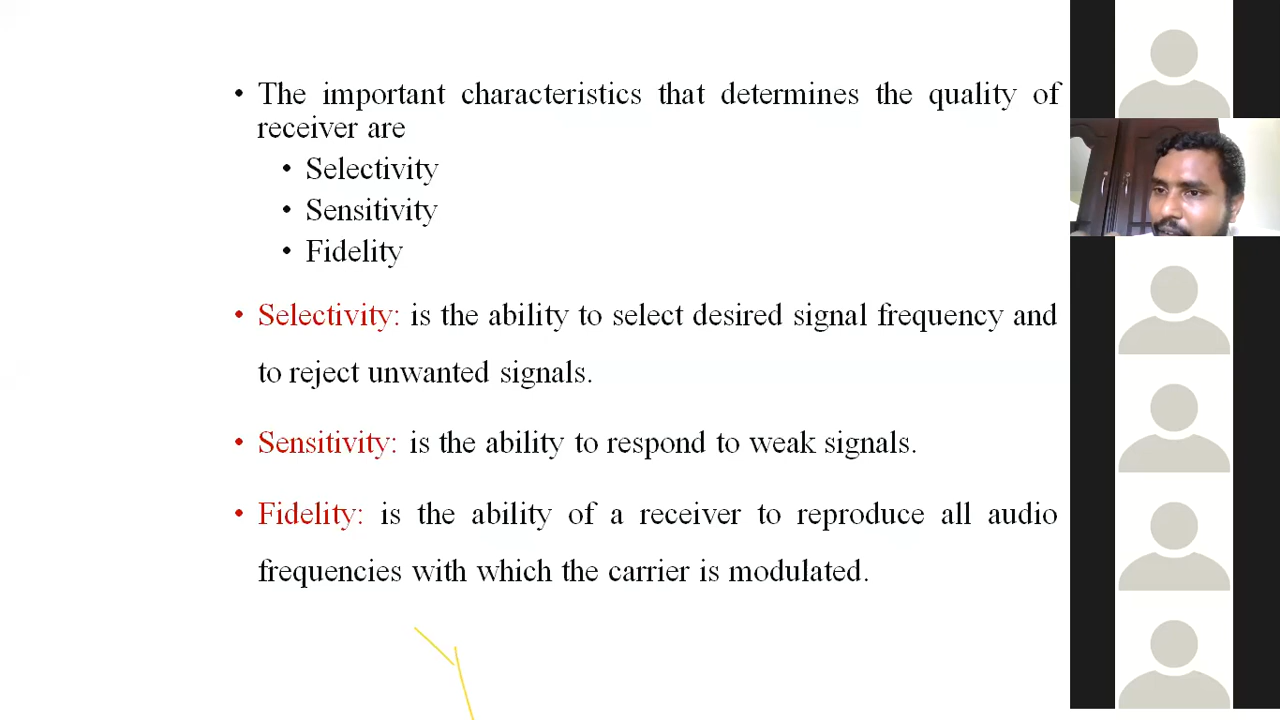 • The important characteristics that determines the quality of
receiver are
• Selectivity
• Sensitivity
• Fidelity
• Selectivity: is the ability to select desired signal frequency and
to reject unwanted signals.
• Sensitivity: is the ability to respond to weak signals.
• Fidelity: is the ability of a receiver to reproduce all audio
frequencies with which the carrier is modulated.